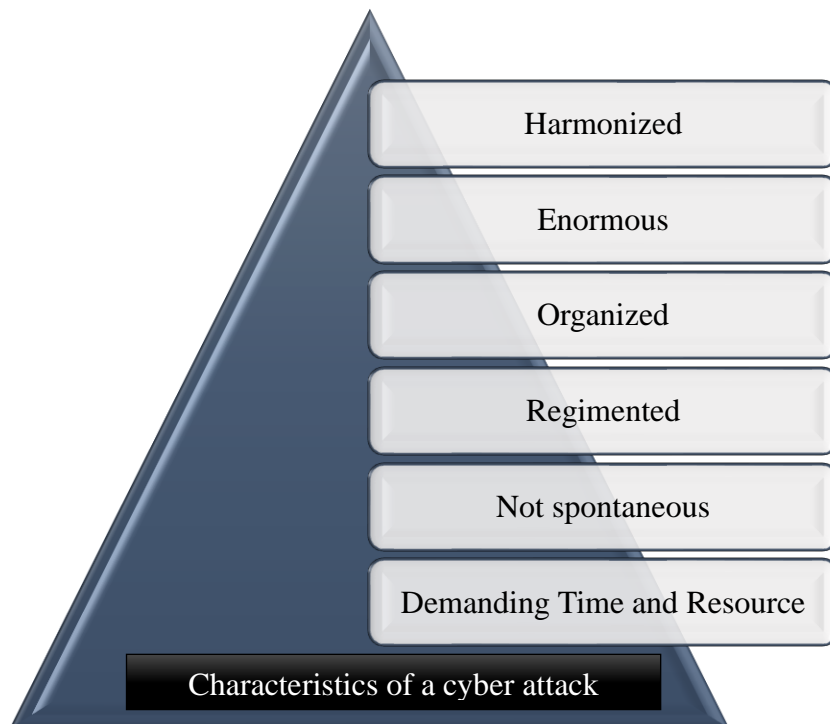 Harmonized
Enormous
Organized
Regimented
Not spontaneous
Demanding Time and Resource
Characteristics of a cyber attack